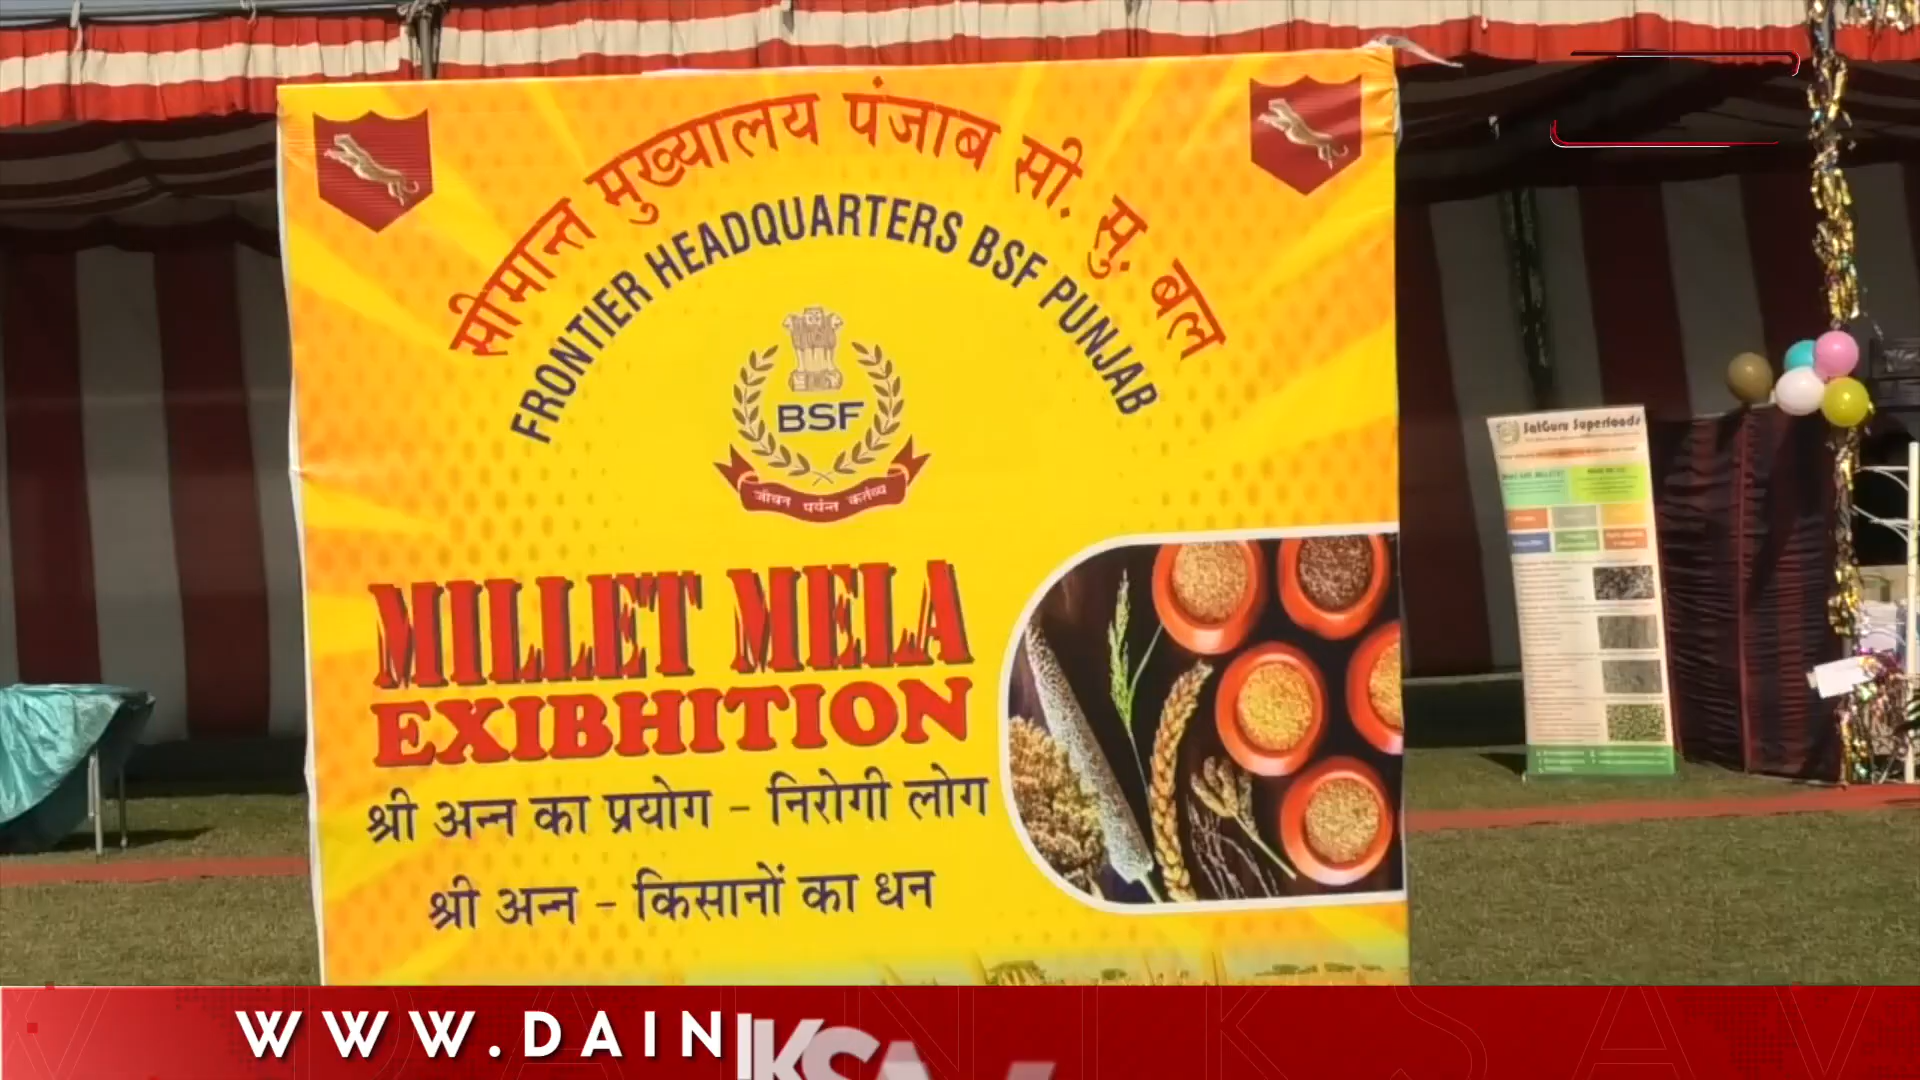 सीमान्त मुख्यालय पंजाब सी. सु. बल
FRONTIER HEADQUARTERS BSF PUNJAB
BSF
जीवन पर्यन्त कर्तव्य
MILLET MELA
EXIBHITION
श्री अन्न का प्रयोग - निरोगी लोग
श्री अन्न - किसानों का धन
SatGuru Superfoods
WWW.DAINIKSAV